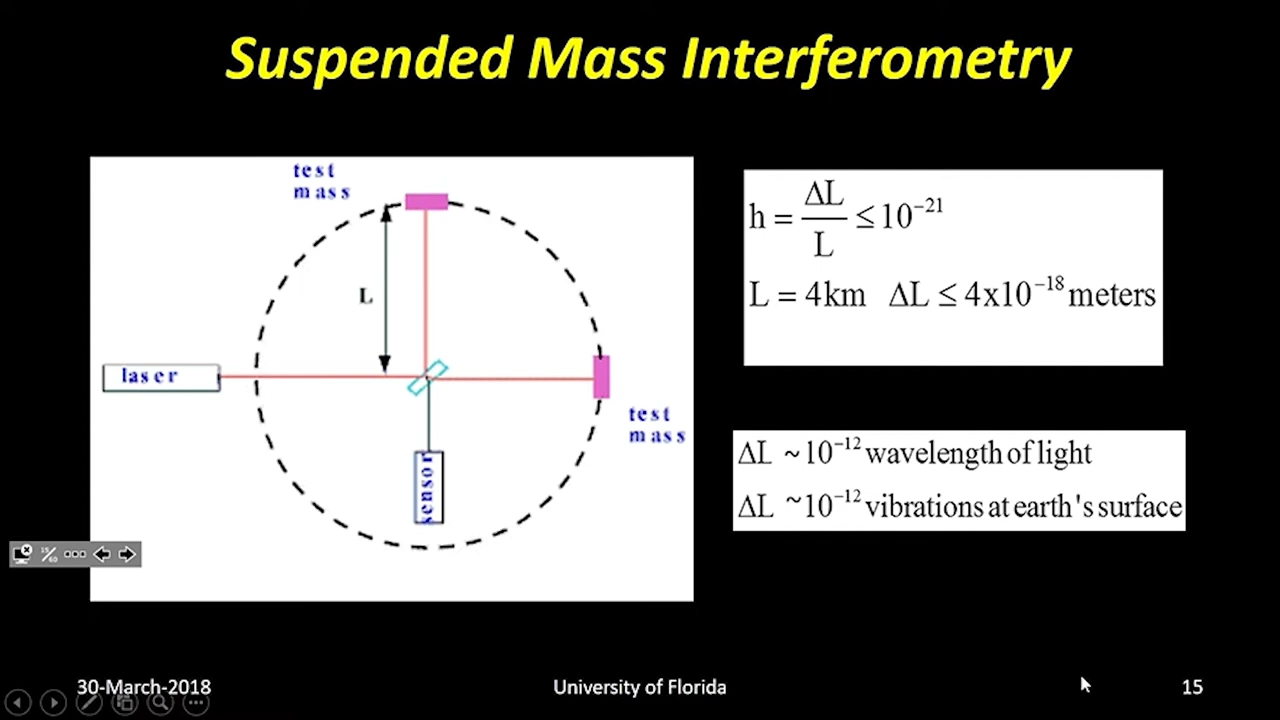 Suspended Mass Interferometry
test
mass
L
laser
sensor
test
mass
h = ΔL/L ≤ 10⁻²¹
L = 4km ΔL ≤ 4x10⁻¹⁸ meters
ΔL ~ 10⁻¹² wavelength of light
ΔL ~10⁻¹² vibrations at earth's surface
30-March-2018
University of Florida
15